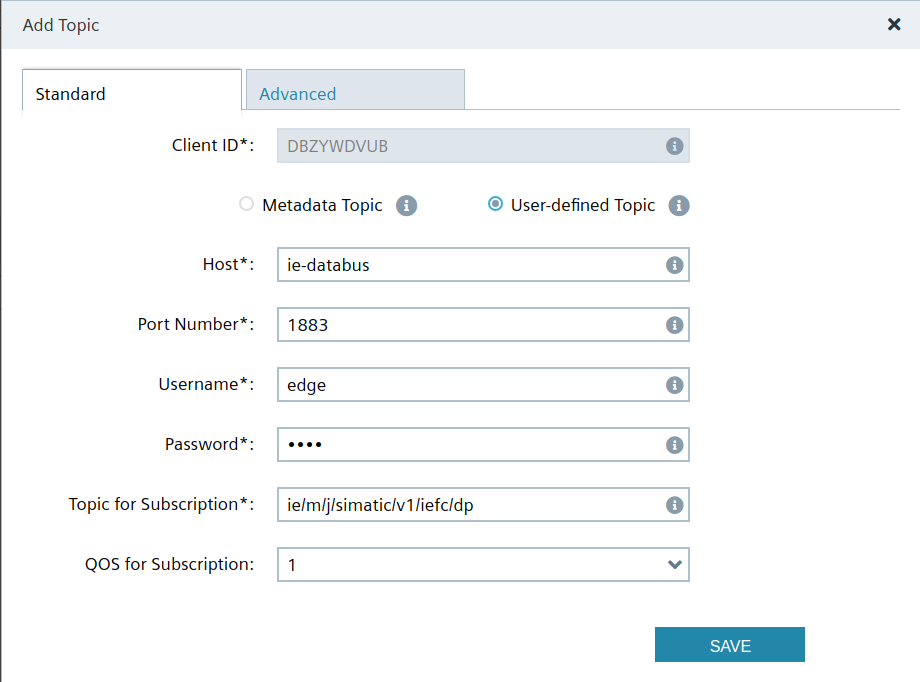 Add Topic
Standard
Advanced
Client ID*: DBZYWDVUB
Metadata Topic User-defined Topic
Host*: ie-databus
Port Number*: 1883
Username*: edge
Password*: ••••
Topic for Subscription*: ie/m/j/simatic/v1/iefc/dp
QOS for Subscription: 1
SAVE